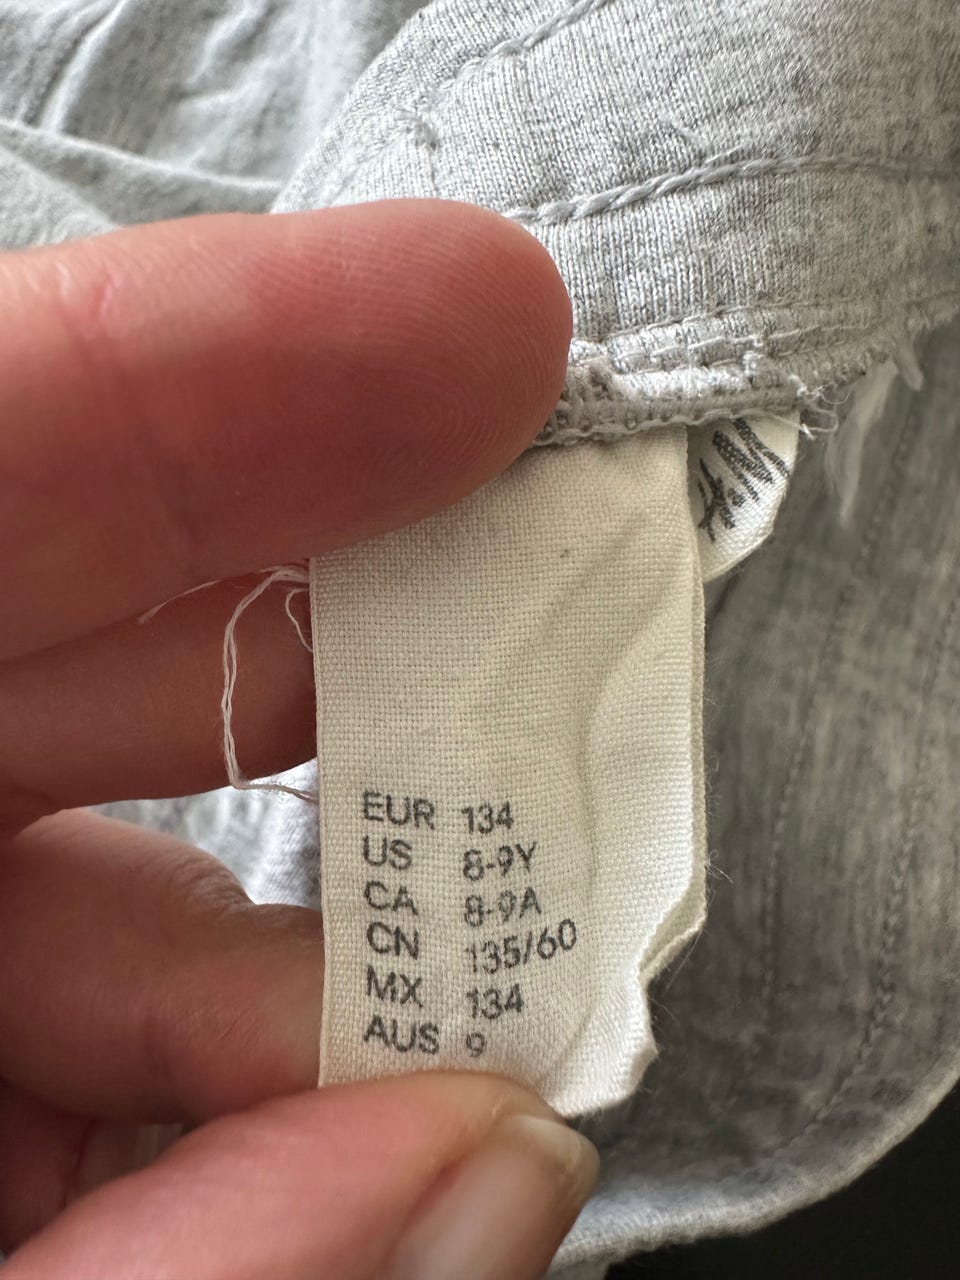 EUR 134
US 8-9Y
CA 8-9A
CN 135/60
MX 134
AUS 9